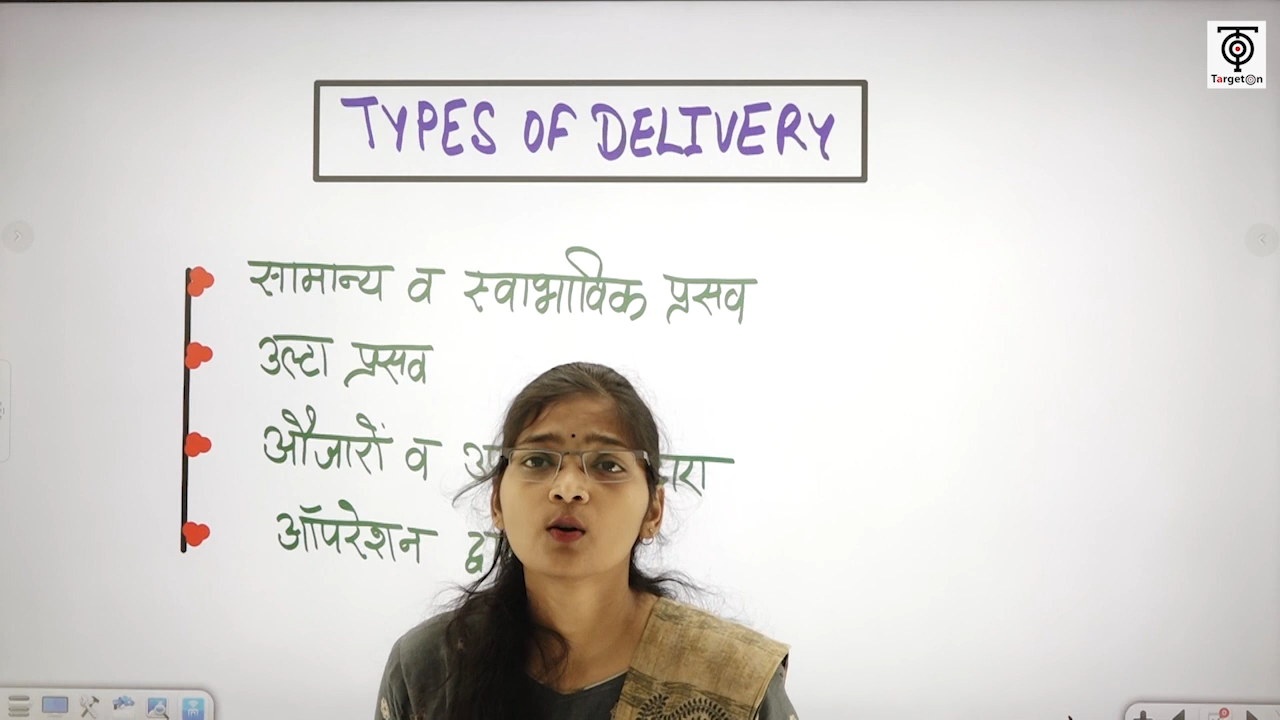 TargetOn
TYPES OF DELIVERY
सामान्य व स्वाभाविक प्रसव
उल्टा प्रसव
औजारों व
ऑपरेशन